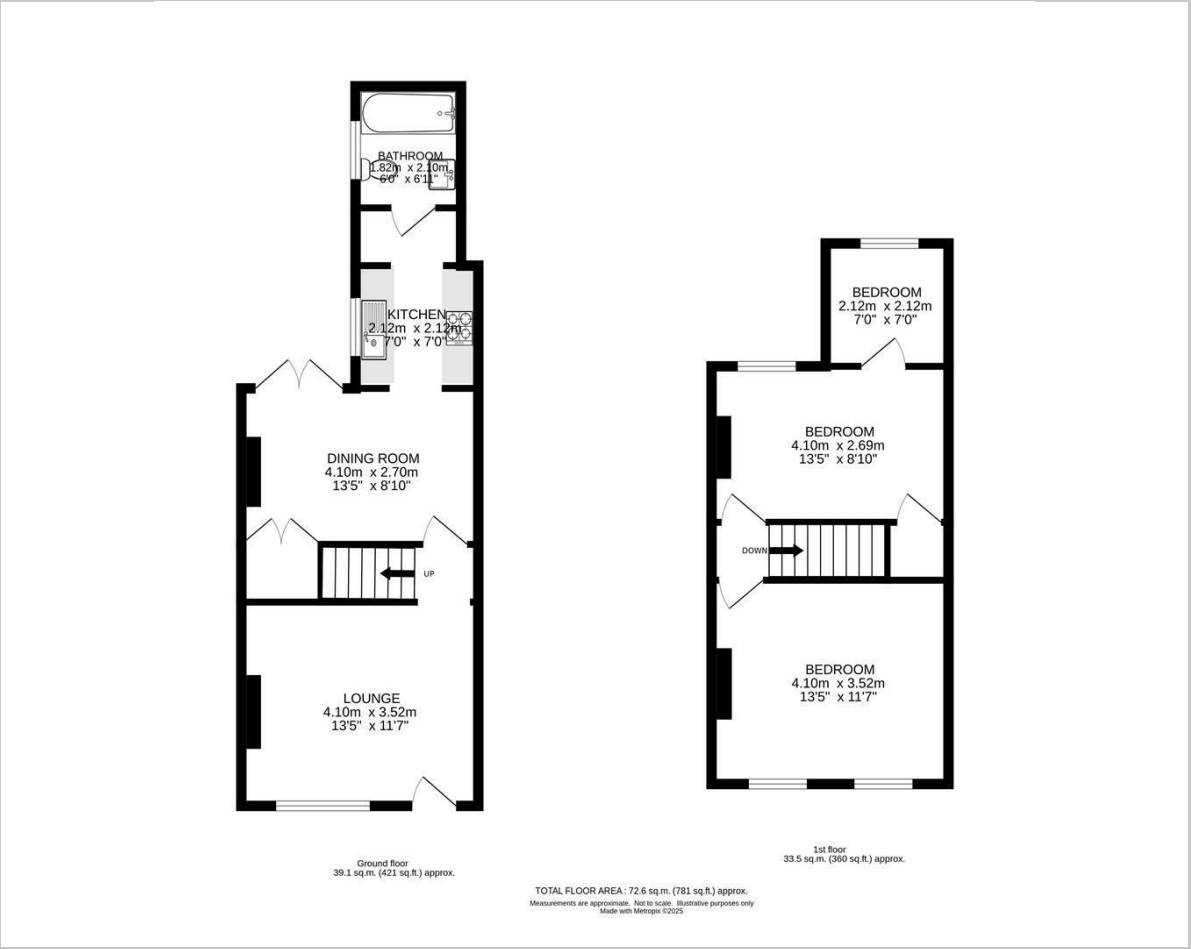 BATHROOM
1.82m x 2.10m
6'0" x 6'11"
KITCHEN
2.12m x 2.12m
7'0" x 7'0"
DINING ROOM
4.10m x 2.70m
13'5" x 8'10"
UP
LOUNGE
4.10m x 3.52m
13'5" x 11'7"
Ground floor
39.1 sq.m. (421 sq.ft.) approx.
BEDROOM
2.12m x 2.12m
7'0" x 7'0"
BEDROOM
4.10m x 2.69m
13'5" x 8'10"
DOWN
BEDROOM
4.10m x 3.52m
13'5" x 11'7"
1st floor
33.5 sq.m. (360 sq.ft.) approx.
TOTAL FLOOR AREA : 72.6 sq.m. (781 sq.ft.) approx.
Measurements are approximate. Not to scale. Illustrative purposes only
Made with Metropix ©2025